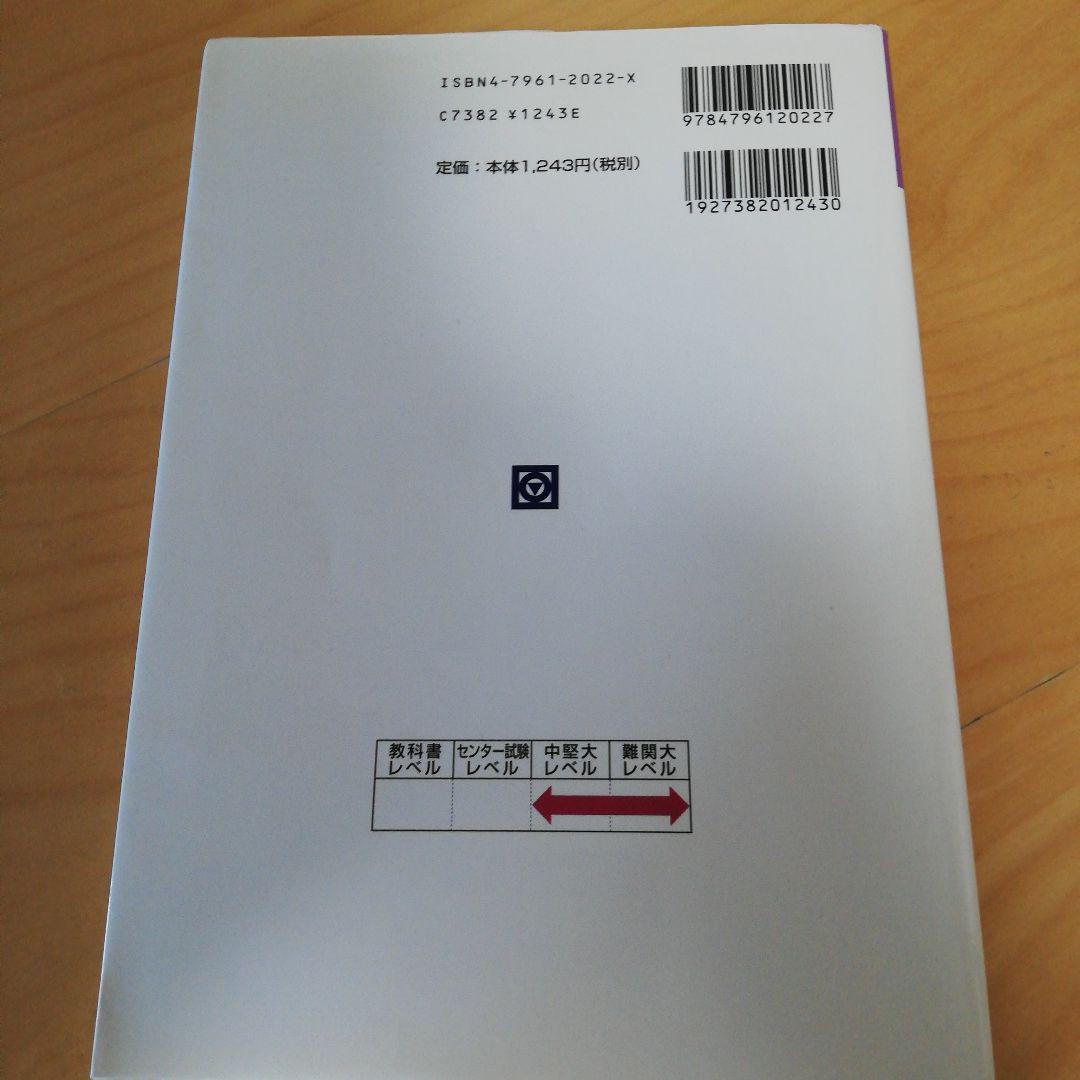 ISBN4-7961-2022-X
C7382 ¥1243E
定価：本体1,243円(税別)
9784796120227
1927382012430
教科書
レベル
センター試験
レベル
中堅大
レベル
難関大
レベル